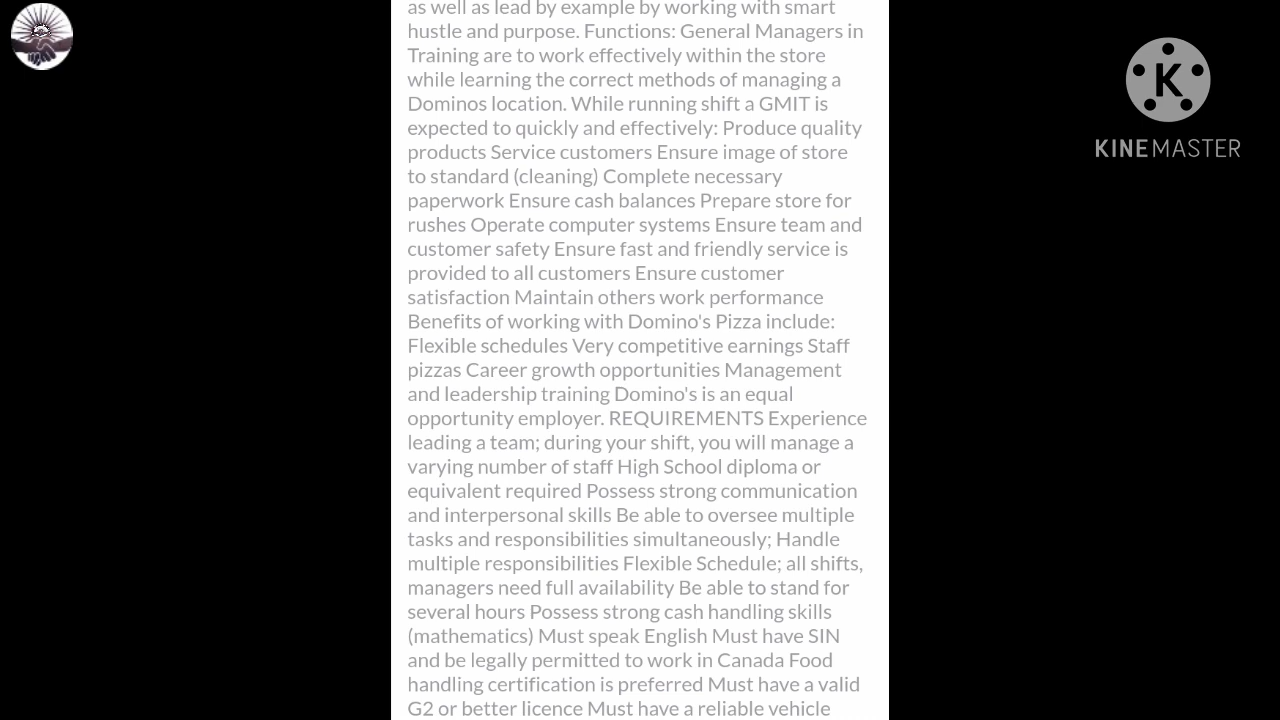 as well as lead by example by working with smart
hustle and purpose. Functions: General Managers in
Training are to work effectively within the store
while learning the correct methods of managing a
Dominos location. While running shift a GMIT is
expected to quickly and effectively: Produce quality
products Service customers Ensure image of store
to standard (cleaning) Complete necessary
paperwork Ensure cash balances Prepare store for
rushes Operate computer systems Ensure team and
customer safety Ensure fast and friendly service is
provided to all customers Ensure customer
satisfaction Maintain others work performance
Benefits of working with Domino's Pizza include:
Flexible schedules Very competitive earnings Staff
pizzas Career growth opportunities Management
and leadership training Domino's is an equal
opportunity employer. REQUIREMENTS Experience
leading a team; during your shift, you will manage a
varying number of staff High School diploma or
equivalent required Possess strong communication
and interpersonal skills Be able to oversee multiple
tasks and responsibilities simultaneously; Handle
multiple responsibilities Flexible Schedule; all shifts,
managers need full availability Be able to stand for
several hours Possess strong cash handling skills
(mathematics) Must speak English Must have SIN
and be legally permitted to work in Canada Food
handling certification is preferred Must have a valid
G2 or better licence Must have a reliable vehicle
K
KINEMASTER